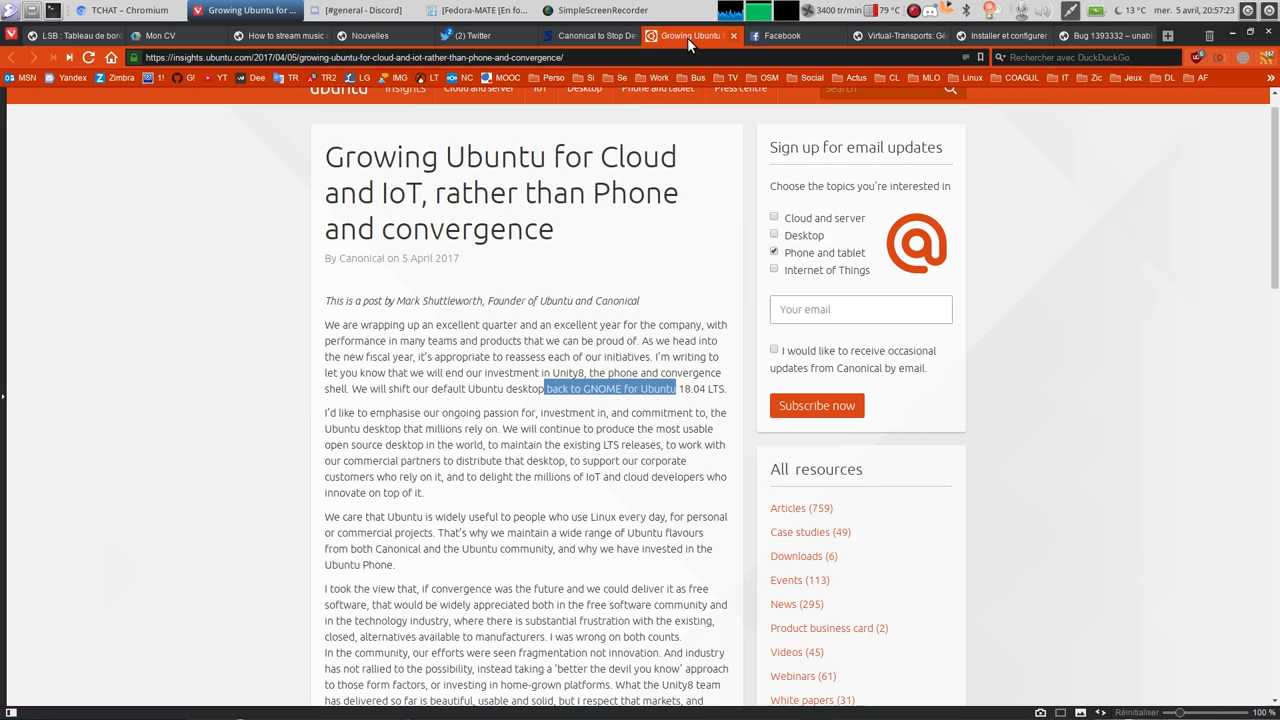 TCHAT – Chromium
Growing Ubuntu for ...
[#general - Discord]
[Fedora-MATE [En fo...
SimpleScreenRecorder
3400 tr/min
79 °C
13 °C
mer. 5 avril, 20:57:23
LSB : Tableau de bord
Mon CV
How to stream music
Nouvelles
(2) Twitter
Canonical to Stop De
Growing Ubuntu f
Facebook
Virtual-Transports: Gé
Installer et configurer
Bug 1393332 – unab
https://insights.ubuntu.com/2017/04/05/growing-ubuntu-for-cloud-and-iot-rather-than-phone-and-convergence/
Rechercher avec DuckDuckGo
MSN Yandex Zimbra 1! G! YT Dee TR 2TR LG IMG LT NC MOOC Perso Si Se Work Bus TV OSM Social Actus CL MLO Linux COAGUL IT Zic Jeux DL AF
ubuntu insights Cloud and server IoT Desktop Phone and tablet Press centre Search
Growing Ubuntu for Cloud
and IoT, rather than Phone
and convergence
By Canonical on 5 April 2017
This is a post by Mark Shuttleworth, Founder of Ubuntu and Canonical
We are wrapping up an excellent quarter and an excellent year for the company, with
performance in many teams and products that we can be proud of. As we head into
the new fiscal year, it's appropriate to reassess each of our initiatives. I'm writing to
let you know that we will end our investment in Unity8, the phone and convergence
shell. We will shift our default Ubuntu desktop back to GNOME for Ubuntu 18.04 LTS.
I'd like to emphasise our ongoing passion for, investment in, and commitment to, the
Ubuntu desktop that millions rely on. We will continue to produce the most usable
open source desktop in the world, to maintain the existing LTS releases, to work with
our commercial partners to distribute that desktop, to support our corporate
customers who rely on it, and to delight the millions of IoT and cloud developers who
innovate on top of it.
We care that Ubuntu is widely useful to people who use Linux every day, for personal
or commercial projects. That's why we maintain a wide range of Ubuntu flavours
from both Canonical and the Ubuntu community, and why we have invested in the
Ubuntu Phone.
I took the view that, if convergence was the future and we could deliver it as free
software, that would be widely appreciated both in the free software community and
in the technology industry, where there is substantial frustration with the existing,
closed, alternatives available to manufacturers. I was wrong on both counts.
In the community, our efforts were seen fragmentation not innovation. And industry
has not rallied to the possibility, instead taking a 'better the devil you know' approach
to those form factors, or investing in home-grown platforms. What the Unity8 team
has delivered so far is beautiful, usable and solid, but I respect that markets, and
Sign up for email updates
Choose the topics you're interested in
Cloud and server
Desktop
Phone and tablet
Internet of Things
Your email
I would like to receive occasional
updates from Canonical by email.
Subscribe now
All resources
Articles (759)
Case studies (49)
Downloads (6)
Events (113)
News (295)
Product business card (2)
Videos (45)
Webinars (61)
White papers (31)
Réinitialiser
100 %